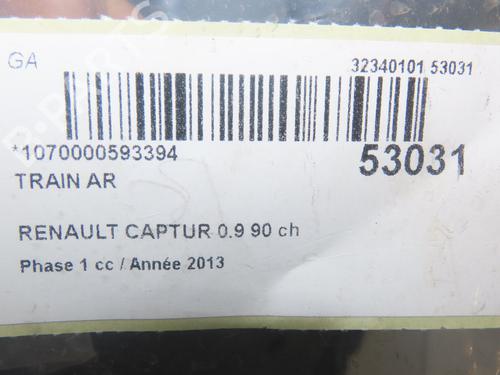 GA
32340101 53031
*1070000593394
53031
TRAIN AR
RENAULT CAPTUR 0.9 90 ch
Phase 1 cc / Année 2013